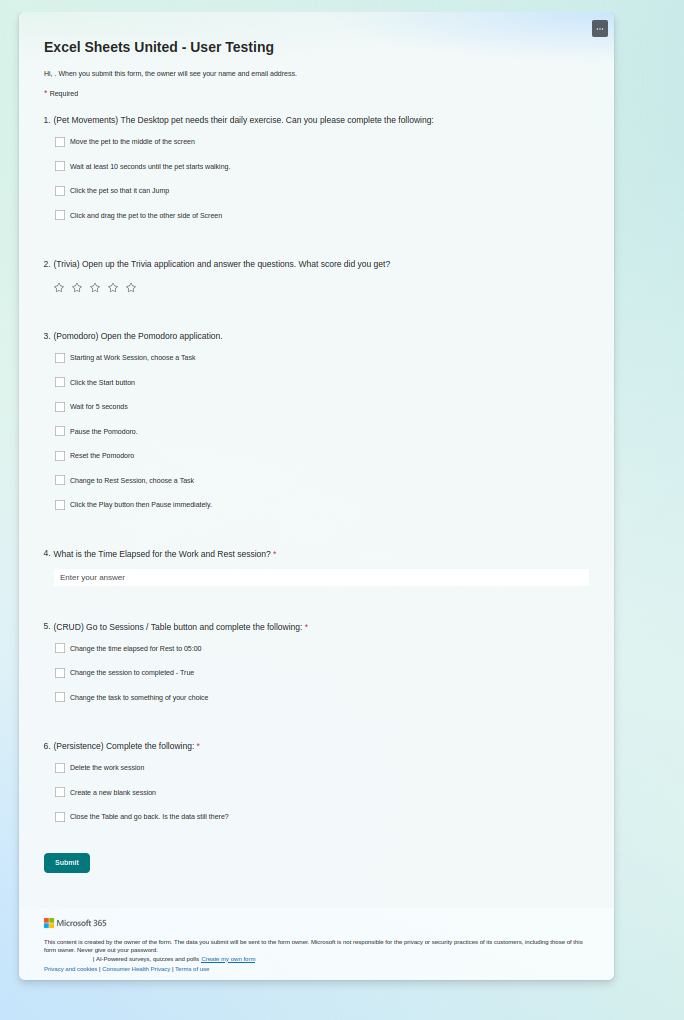 Excel Sheets United - User Testing
Hi, . When you submit this form, the owner will see your name and email address.
* Required
1. (Pet Movements) The Desktop pet needs their daily exercise. Can you please complete the following:
Move the pet to the middle of the screen
Wait at least 10 seconds until the pet starts walking.
Click the pet so that it can Jump
Click and drag the pet to the other side of Screen
2. (Trivia) Open up the Trivia application and answer the questions. What score did you get?
3. (Pomodoro) Open the Pomodoro application.
Starting at Work Session, choose a Task
Click the Start button
Wait for 5 seconds
Pause the Pomodoro.
Reset the Pomodoro
Change to Rest Session, choose a Task
Click the Play button then Pause immediately.
4. What is the Time Elapsed for the Work and Rest session? *
Enter your answer
5. (CRUD) Go to Sessions / Table button and complete the following: *
Change the time elapsed for Rest to 05:00
Change the session to completed - True
Change the task to something of your choice
6. (Persistence) Complete the following: *
Delete the work session
Create a new blank session
Close the Table and go back. Is the data still there?
Submit
Microsoft 365
This content is created by the owner of the form. The data you submit will be sent to the form owner. Microsoft is not responsible for the privacy or security practices of its customers, including those of this
form owner. Never give out your password.
| AI-Powered surveys, quizzes and polls Create my own form
Privacy and cookies | Consumer Health Privacy | Terms of use